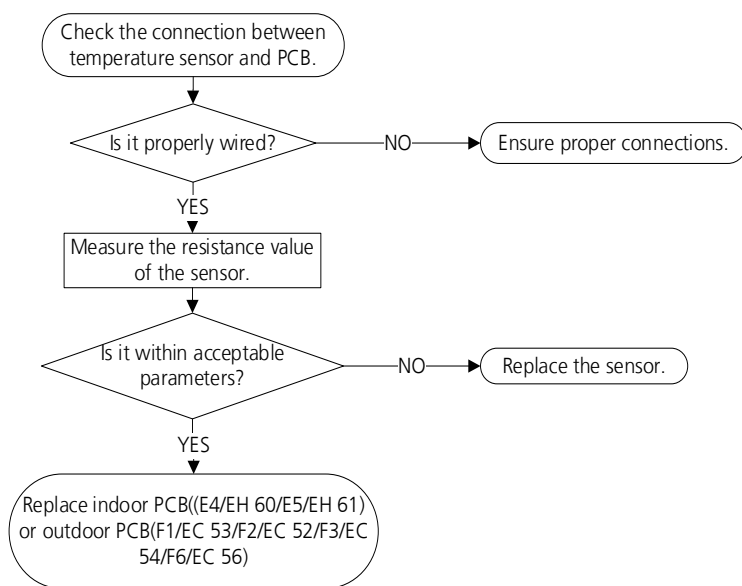 Check the connection between
temperature sensor and PCB.
Is it properly wired?
NO
Ensure proper connections.
YES
Measure the resistance value
of the sensor.
Is it within acceptable
parameters?
NO
Replace the sensor.
YES
Replace indoor PCB((E4/EH 60/E5/EH 61)
or outdoor PCB(F1/EC 53/F2/EC 52/F3/EC
54/F6/EC 56)